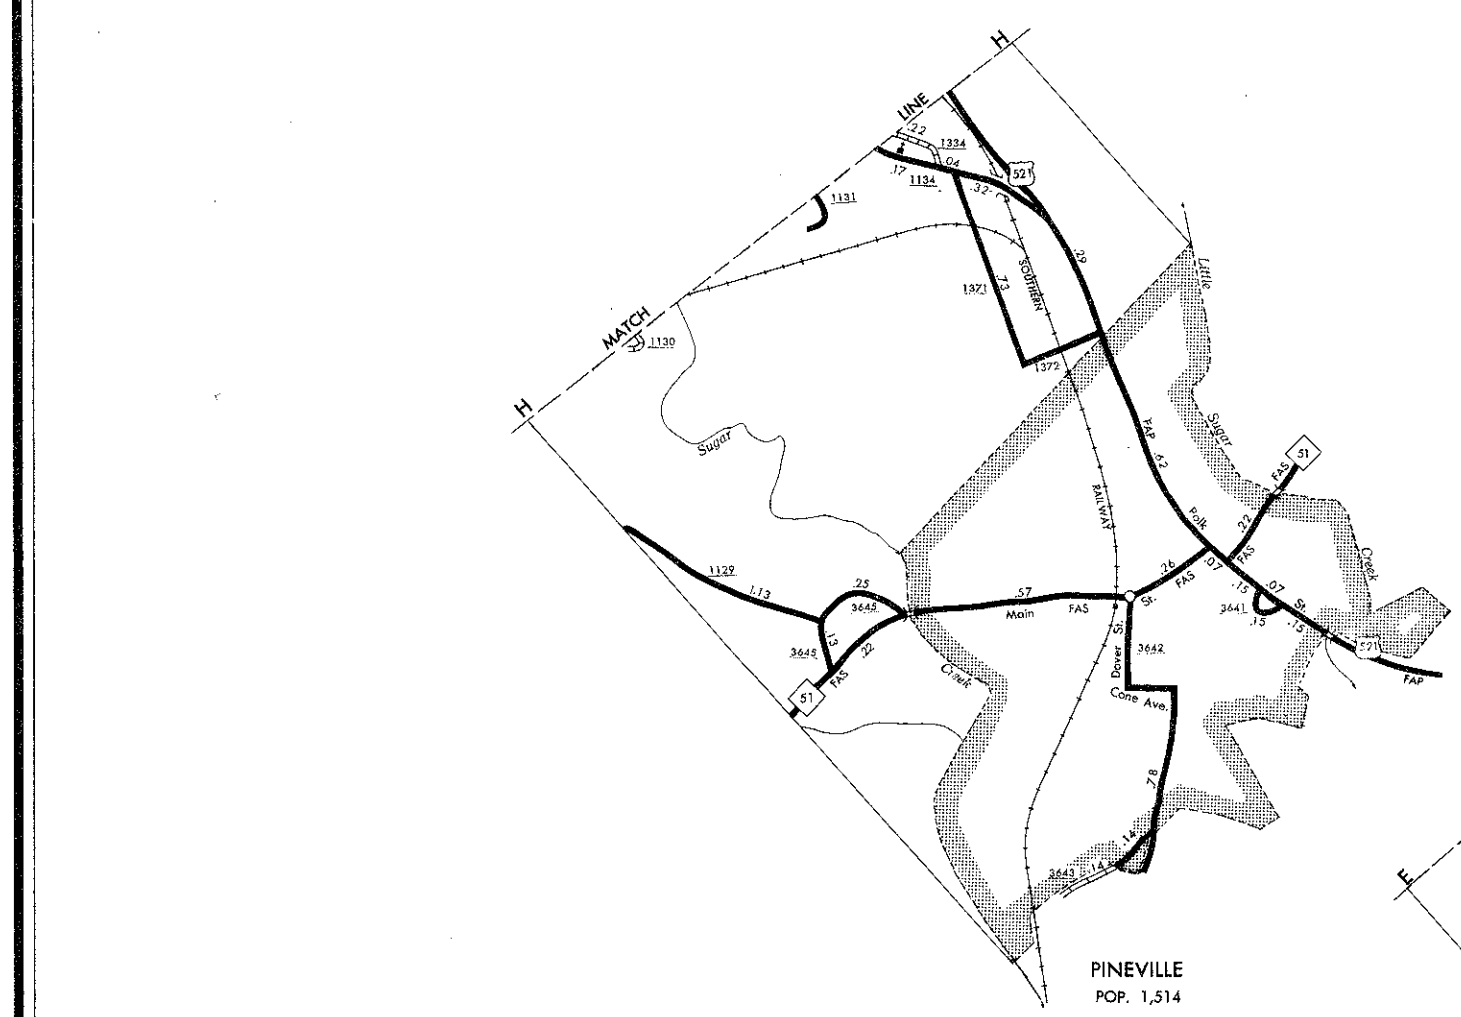 H
LINE
.22
1334
.04
.17
1134
.32
521
1131
.29
Little
SOUTHERN
.73
1371
MATCH
1130
1372
H
Sugar
FAP
.62
Sugar
51
FAS
RAILWAY
Polk
.22
FAS
Creek
1129
1.13
.25
3645
.26
FAS
.07
.15
.07
St.
.57
Main
FAS
St.
3641
.15
.15
.13
3645
.22
FAS
Dover St.
3642
521
FAP
Creek
51
Cone Ave.
.78
.14
3643
.14
E
PINEVILLE
POP. 1,514